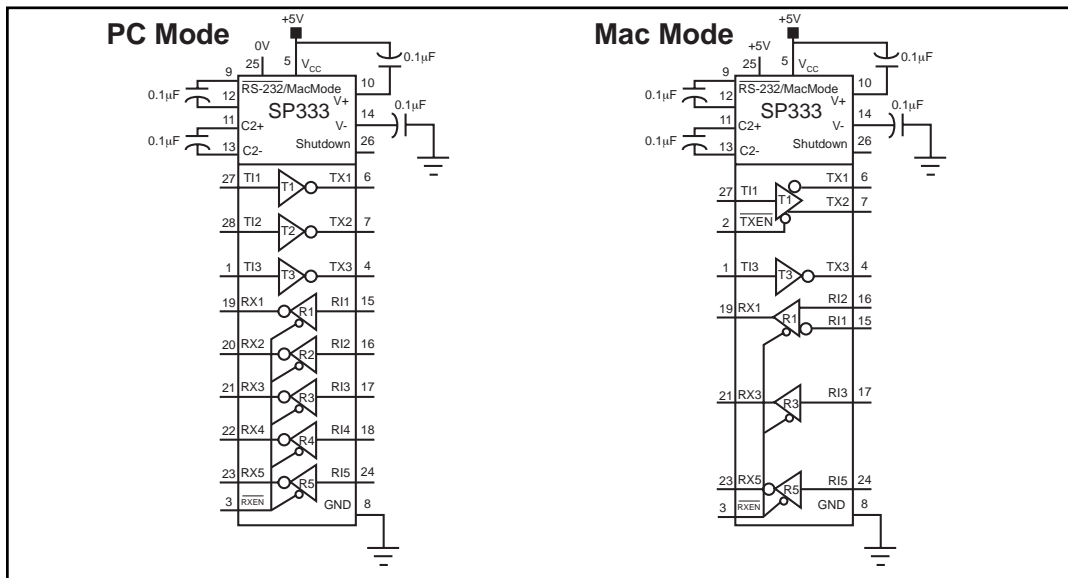 PC Mode
+5V
0V
25
5
VCC
0.1μF
9
RS-232/MacMode
10
V+
0.1μF
12
SP333
0.1μF
11
C2+
14
V-
0.1μF
13
C2-
Shutdown
26
27 TI1 T1 TX1 6
28 TI2 T2 TX2 7
1 TI3 T3 TX3 4
19 RX1 R1 RI1 15
20 RX2 R2 RI2 16
21 RX3 R3 RI3 17
22 RX4 R4 RI4 18
23 RX5 R5 RI5 24
3 RXEN GND 8
Mac Mode
+5V
+5V
25
5
VCC
0.1μF
9
RS-232/MacMode
10
V+
0.1μF
12
SP333
0.1μF
11
C2+
14
V-
0.1μF
13
C2-
Shutdown
26
27 TI1 T1 TX1 6
TX2 7
2 TXEN
1 TI3 T3 TX3 4
RI2 16
19 RX1 R1
RI1 15
21 RX3 R3 RI3 17
23 RX5 R5 RI5 24
3 RXEN GND 8